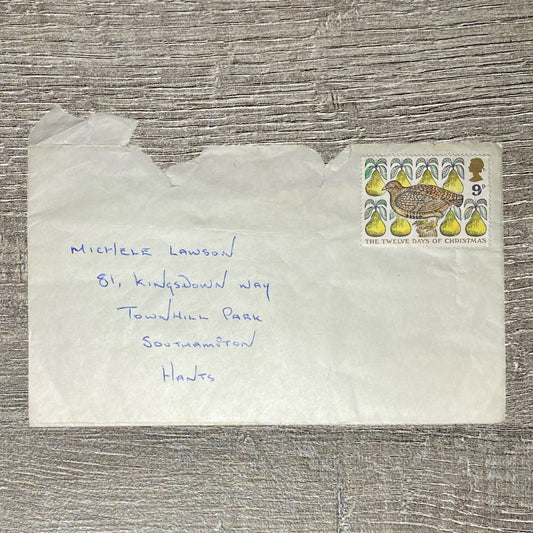 9P
THE TWELVE DAYS OF CHRISTMAS
MICHELE LAWSON
81, KINGSDOWN WAY
TOWNHILL PARK
SOUTHAMPTON
HANTS